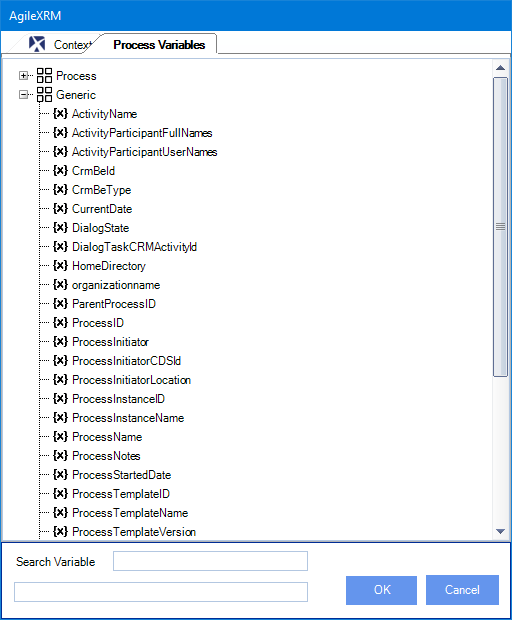 AgileXRM
Context Process Variables
Process
Generic
{x} ActivityName
{x} ActivityParticipantFullNames
{x} ActivityParticipantUserNames
{x} CrmBeId
{x} CrmBeType
{x} CurrentDate
{x} DialogState
{x} DialogTaskCRMActivityId
{x} HomeDirectory
{x} organizationname
{x} ParentProcessID
{x} ProcessID
{x} ProcessInitiator
{x} ProcessInitiatorCDSId
{x} ProcessInitiatorLocation
{x} ProcessInstanceID
{x} ProcessInstanceName
{x} ProcessName
{x} ProcessNotes
{x} ProcessStartedDate
{x} ProcessTemplateID
{x} ProcessTemplateName
{x} ProcessTemplateVersion
Search Variable
OK Cancel